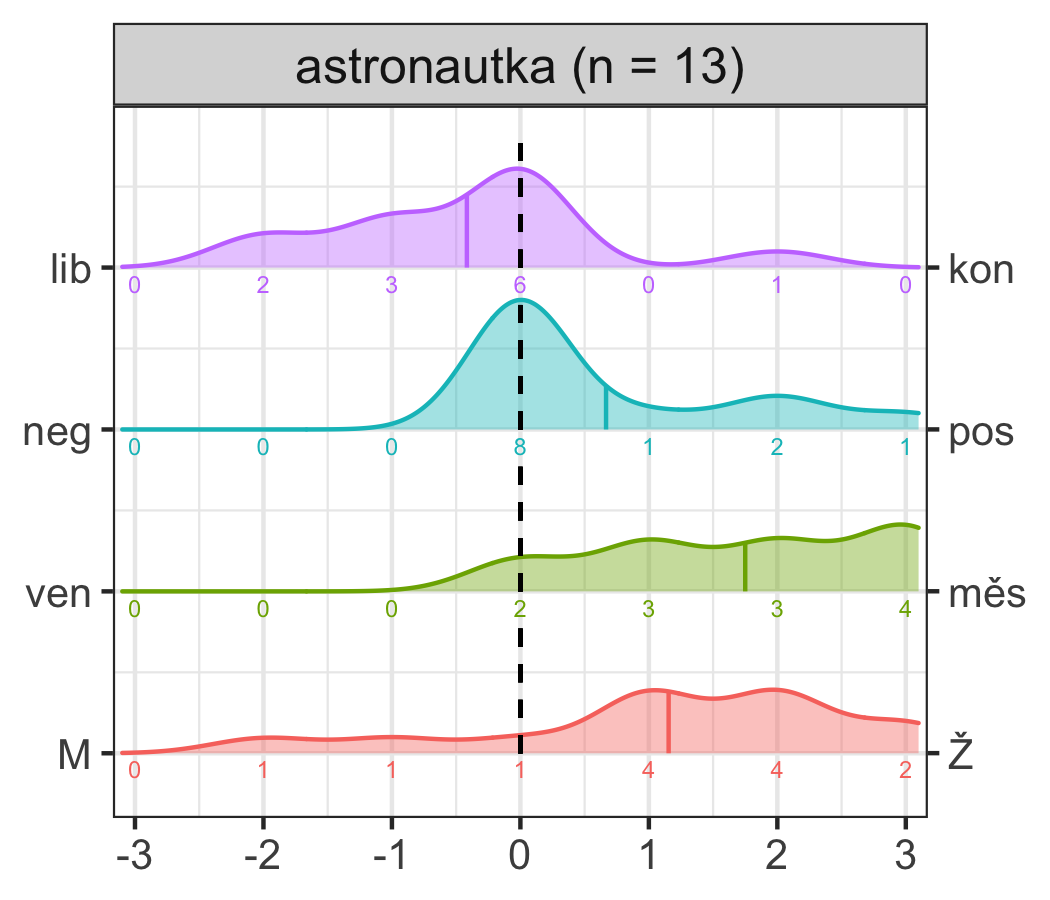 astronautka (n = 13)
lib kon
0 2 3 6 0 1 0
neg pos
0 0 0 8 1 2 1
ven měs
0 0 0 2 3 3 4
M Ž
0 1 1 1 4 4 2
-3 -2 -1 0 1 2 3